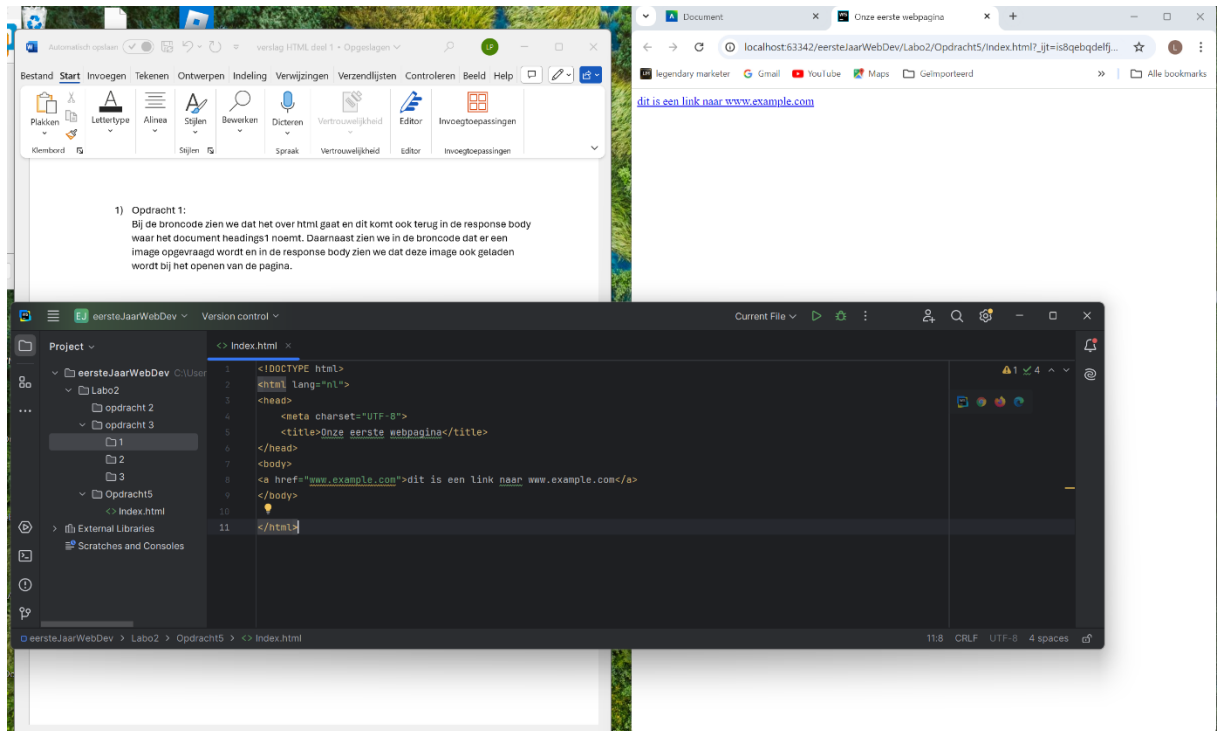 Automatisch opslaan
verslag HTML deel 1 • Opgeslagen
LP
Bestand Start Invoegen Tekenen Ontwerpen Indeling Verwijzingen Verzendlijsten Controleren Beeld Help
Plakken
Lettertype
Alinea
Stijlen
Bewerken
Dicteren
Vertrouwelijkheid
Editor
Invoegtoepassingen
Klembord
Stijlen
Spraak
Vertrouwelijkheid
Editor
Invoegtoepassingen
1) Opdracht 1:
Bij de broncode zien we dat het over html gaat en dit komt ook terug in de response body
waar het document headings1 noemt. Daarnaast zien we in de broncode dat er een
image opgevraagd wordt en in de response body zien we dat deze image ook geladen
wordt bij het openen van de pagina.
Document
Onze eerste webpagina
localhost:63342/eersteJaarWebDev/Labo2/Opdracht5/Index.html?_ijt=is8qebqdelfj...
L
legendary marketer Gmail YouTube Maps Geïmporteerd » Alle bookmarks
dit is een link naar www.example.com
EJ eersteJaarWebDev Version control
Current File
Project
Index.html
eersteJaarWebDev C:\User
Labo2
opdracht 2
opdracht 3
1
2
3
Opdracht5
Index.html
External Libraries
Scratches and Consoles
1 <!DOCTYPE html>
2 <html lang="nl">
3 <head>
4 <meta charset="UTF-8">
5 <title>Onze eerste webpagina</title>
6 </head>
7 <body>
8 <a href="www.example.com">dit is een link naar www.example.com</a>
9 </body>
10
11 </html>
1 4
eersteJaarWebDev > Labo2 > Opdracht5 > Index.html
11:8 CRLF UTF-8 4 spaces